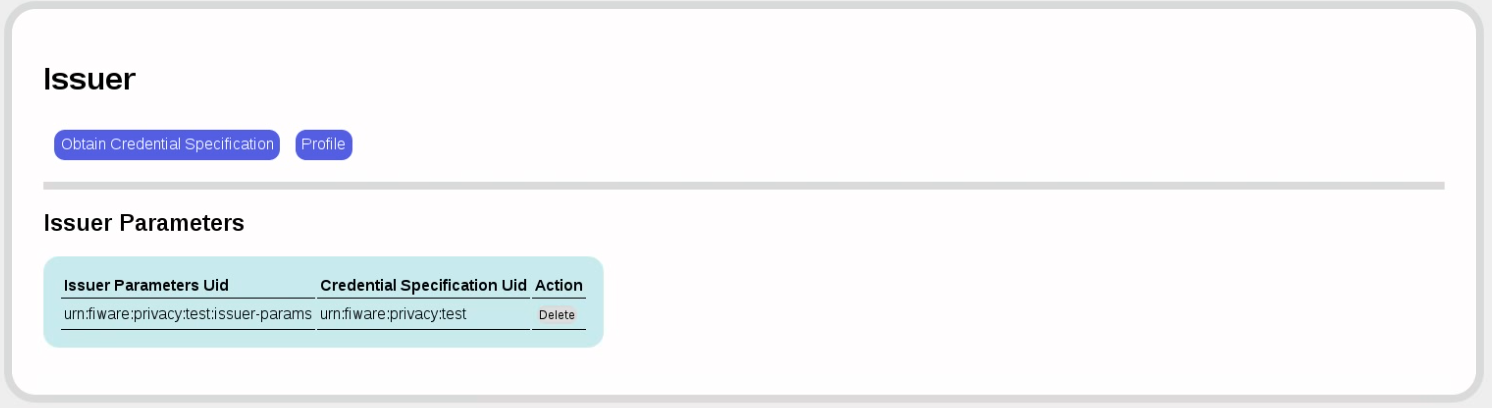 Issuer
Obtain Credential Specification Profile
Issuer Parameters
Issuer Parameters Uid Credential Specification Uid Action
urn:fiware:privacy:test:issuer-params urn:fiware:privacy:test Delete